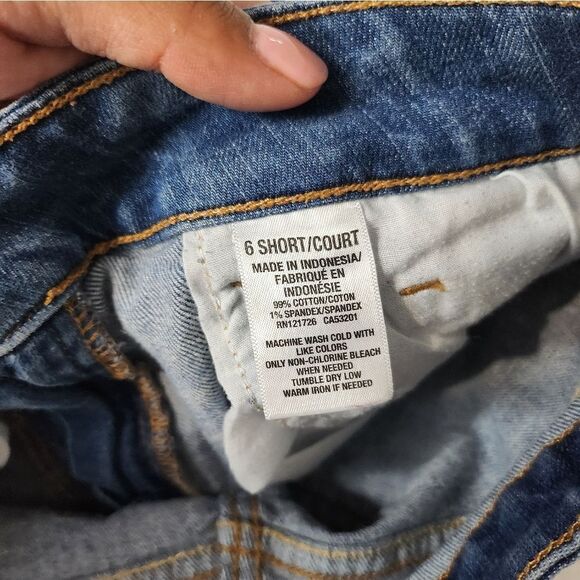 6 SHORT/COURT
MADE IN INDONESIA/
FABRIQUÉ EN
INDONÉSIE
99% COTTON/COTON
1% SPANDEX/SPANDEX
RN121726 CA53201
MACHINE WASH COLD WITH
LIKE COLORS
ONLY NON-CHLORINE BLEACH
WHEN NEEDED
TUMBLE DRY LOW
WARM IRON IF NEEDED